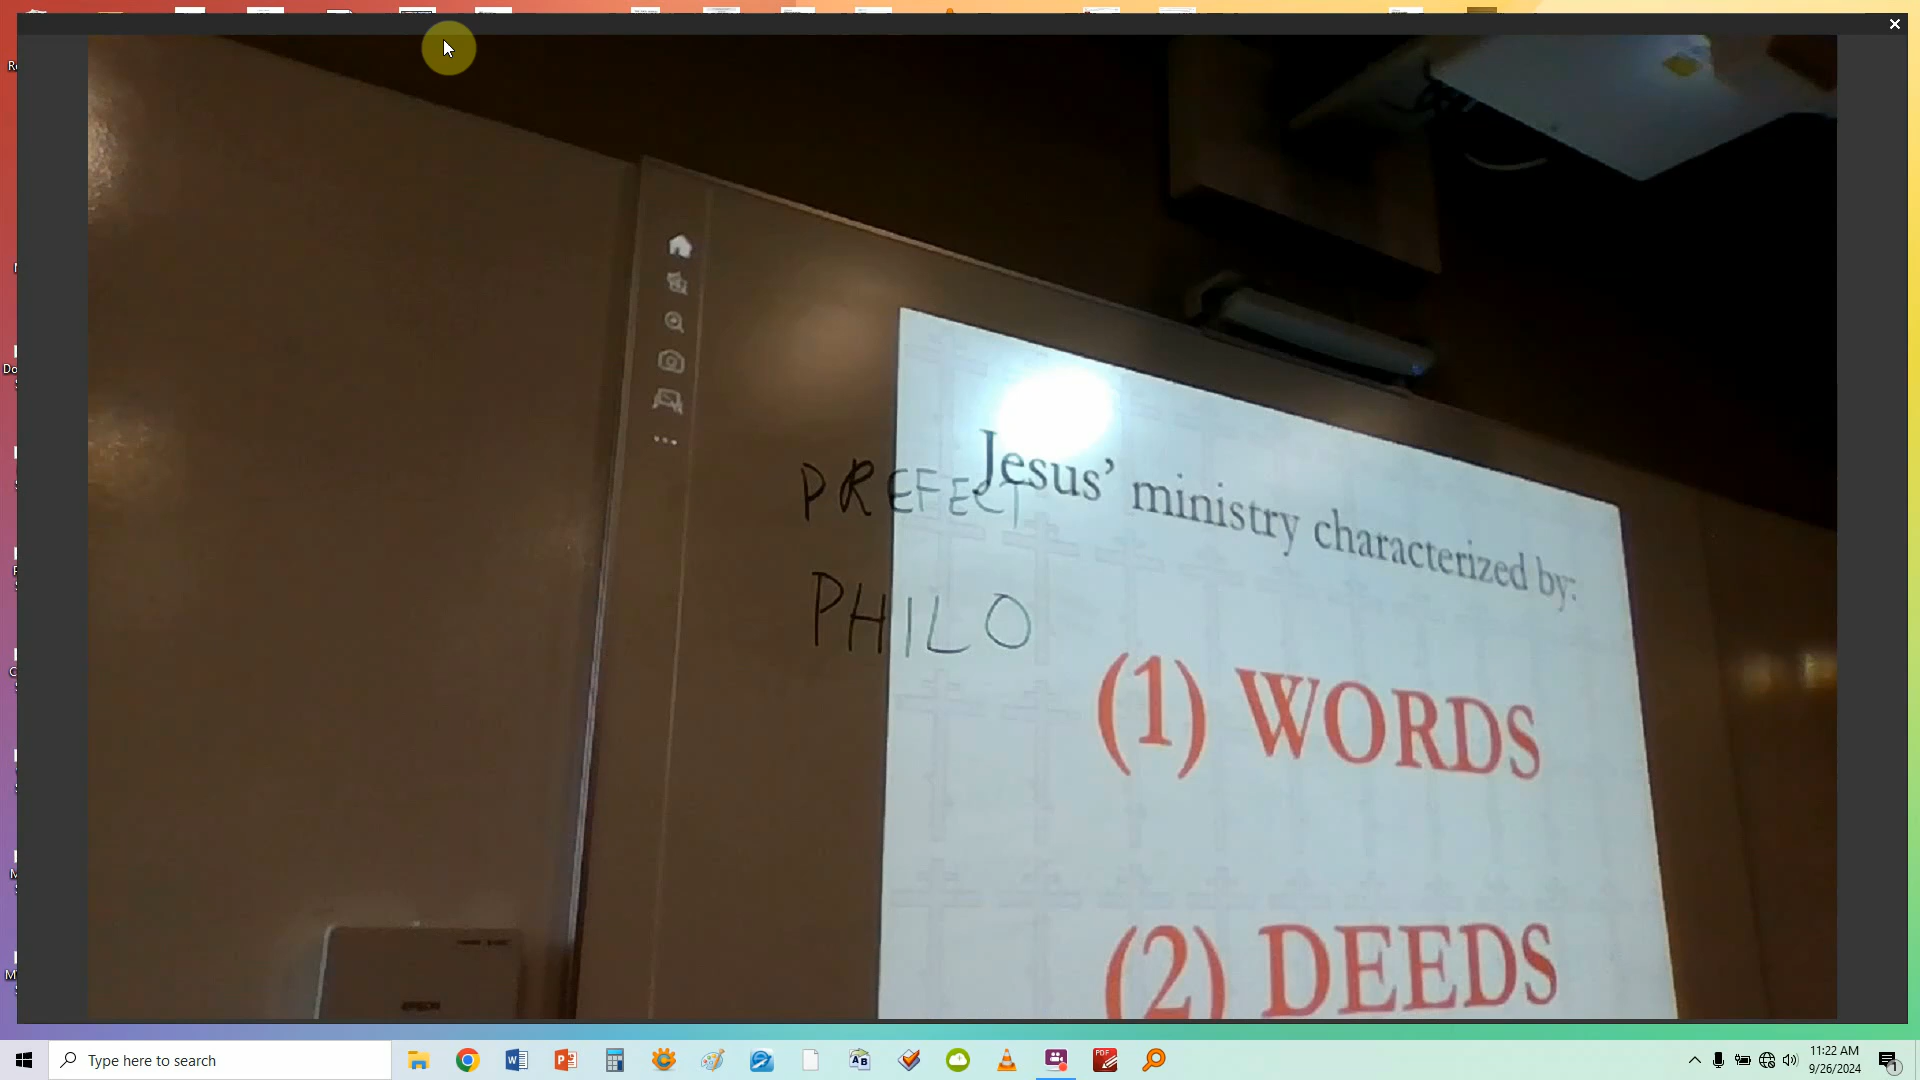 PREFECT
PHILO
Jesus’ ministry characterized by:
(1) WORDS
(2) DEEDS
EPSON
Type here to search
11:22 AM
9/26/2024